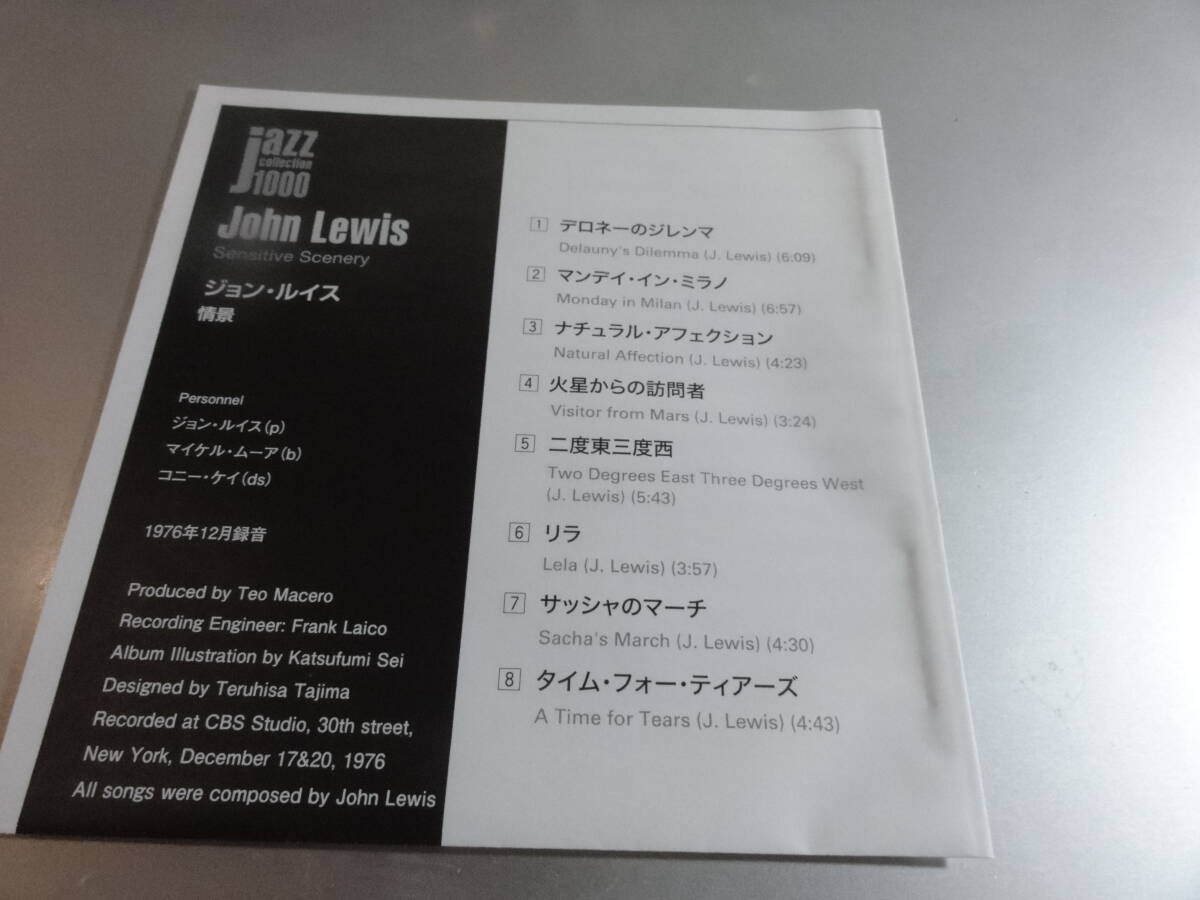 jazz
collection
1000
John Lewis
Sensitive Scenery
ジョン・ルイス
情景
Personnel
ジョン・ルイス(p)
マイケル・ムーア(b)
コニー・ケイ(ds)
1976年12月録音
Produced by Teo Macero
Recording Engineer: Frank Laico
Album Illustration by Katsufumi Sei
Designed by Teruhisa Tajima
Recorded at CBS Studio, 30th street,
New York, December 17&20, 1976
All songs were composed by John Lewis
1 デロネーのジレンマ
Delauny's Dilemma (J. Lewis) (6:09)
2 マンデイ・イン・ミラノ
Monday in Milan (J. Lewis) (6:57)
3 ナチュラル・アフェクション
Natural Affection (J. Lewis) (4:23)
4 火星からの訪問者
Visitor from Mars (J. Lewis) (3:24)
5 二度東三度西
Two Degrees East Three Degrees West
(J. Lewis) (5:43)
6 リラ
Lela (J. Lewis) (3:57)
7 サッシャのマーチ
Sacha's March (J. Lewis) (4:30)
8 タイム・フォー・ティアーズ
A Time for Tears (J. Lewis) (4:43)